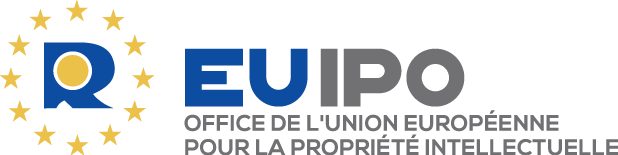 R
EUIPO
OFFICE DE L'UNION EUROPÉENNE
POUR LA PROPRIÉTÉ INTELLECTUELLE